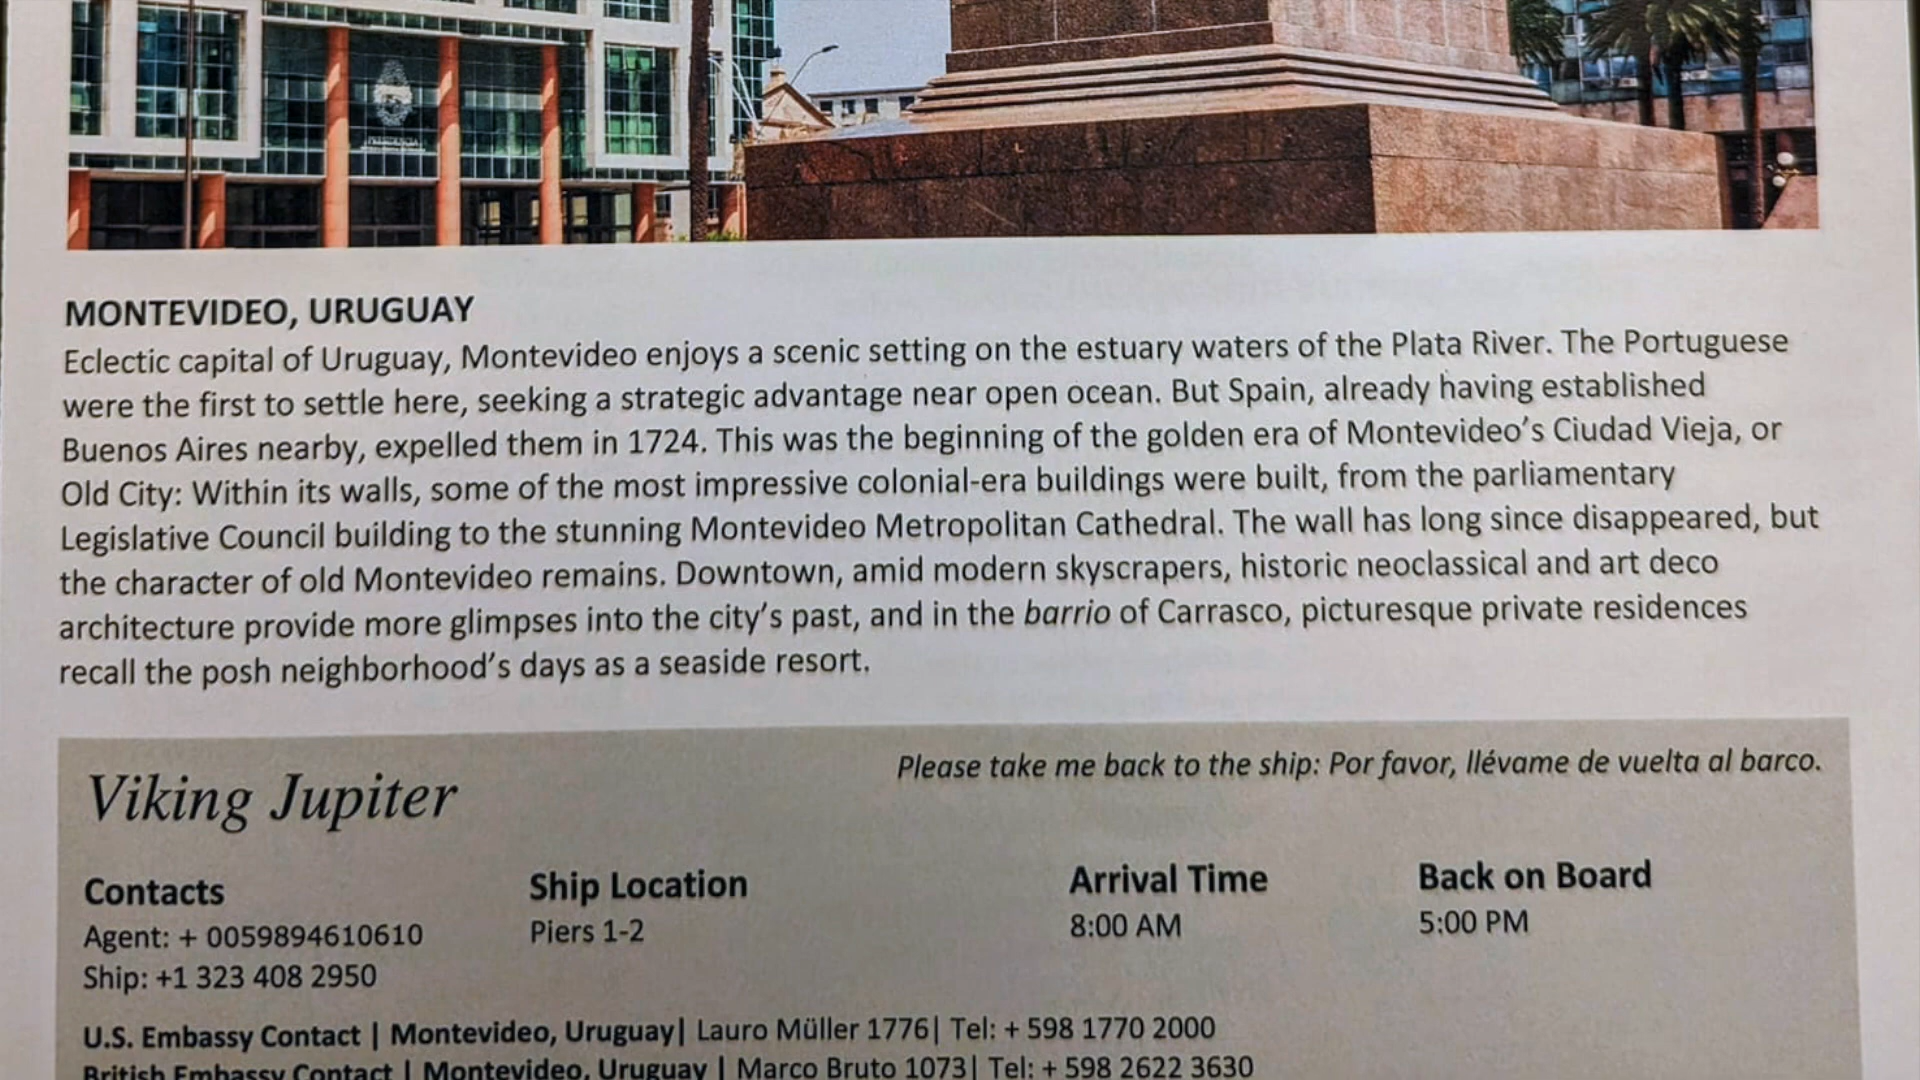 PRESIDENCIA
MONTEVIDEO, URUGUAY
Eclectic capital of Uruguay, Montevideo enjoys a scenic setting on the estuary waters of the Plata River. The Portuguese
were the first to settle here, seeking a strategic advantage near open ocean. But Spain, already having established
Buenos Aires nearby, expelled them in 1724. This was the beginning of the golden era of Montevideo's Ciudad Vieja, or
Old City: Within its walls, some of the most impressive colonial-era buildings were built, from the parliamentary
Legislative Council building to the stunning Montevideo Metropolitan Cathedral. The wall has long since disappeared, but
the character of old Montevideo remains. Downtown, amid modern skyscrapers, historic neoclassical and art deco
architecture provide more glimpses into the city's past, and in the barrio of Carrasco, picturesque private residences
recall the posh neighborhood's days as a seaside resort.
Viking Jupiter
Please take me back to the ship: Por favor, llévame de vuelta al barco.
Contacts
Agent: + 0059894610610
Ship: +1 323 408 2950
Ship Location
Piers 1-2
Arrival Time
8:00 AM
Back on Board
5:00 PM
U.S. Embassy Contact | Montevideo, Uruguay| Lauro Müller 1776| Tel: + 598 1770 2000
British Embassy Contact | Montevideo, Uruguay | Marco Bruto 1073| Tel: + 598 2622 3630